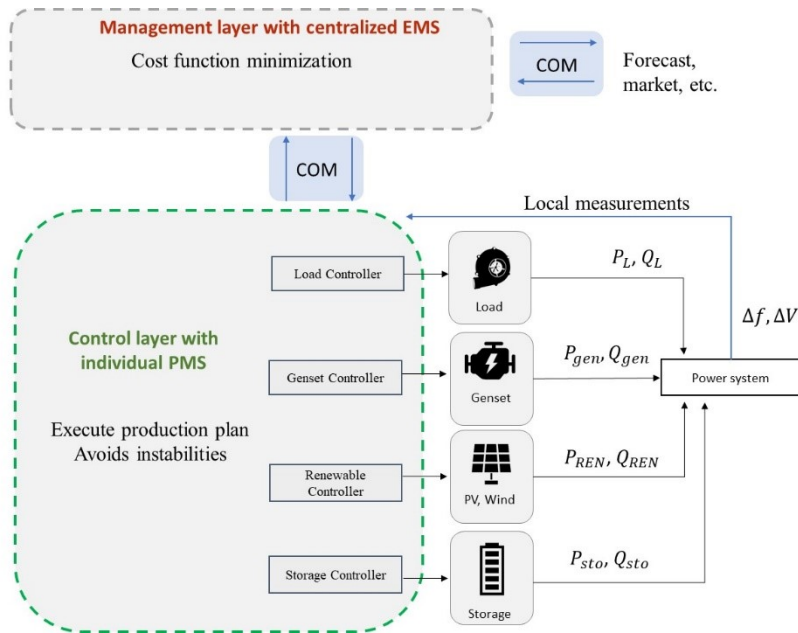 Management layer with centralized EMS
Cost function minimization
COM
Forecast,
market, etc.
COM
Local measurements
Load Controller
Load
P_L, Q_L
Δf, ΔV
Control layer with
individual PMS
Genset Controller
Genset
P_gen, Q_gen
Power system
Execute production plan
Avoids instabilities
Renewable
Controller
PV, Wind
P_REN, Q_REN
Storage Controller
Storage
P_sto, Q_sto